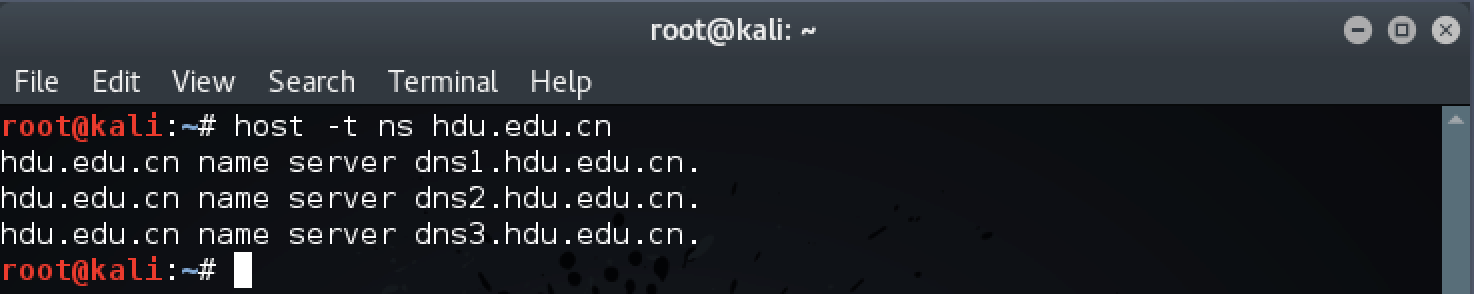 root@kali: ~
File Edit View Search Terminal Help
root@kali:~# host -t ns hdu.edu.cn
hdu.edu.cn name server dns1.hdu.edu.cn.
hdu.edu.cn name server dns2.hdu.edu.cn.
hdu.edu.cn name server dns3.hdu.edu.cn.
root@kali:~#